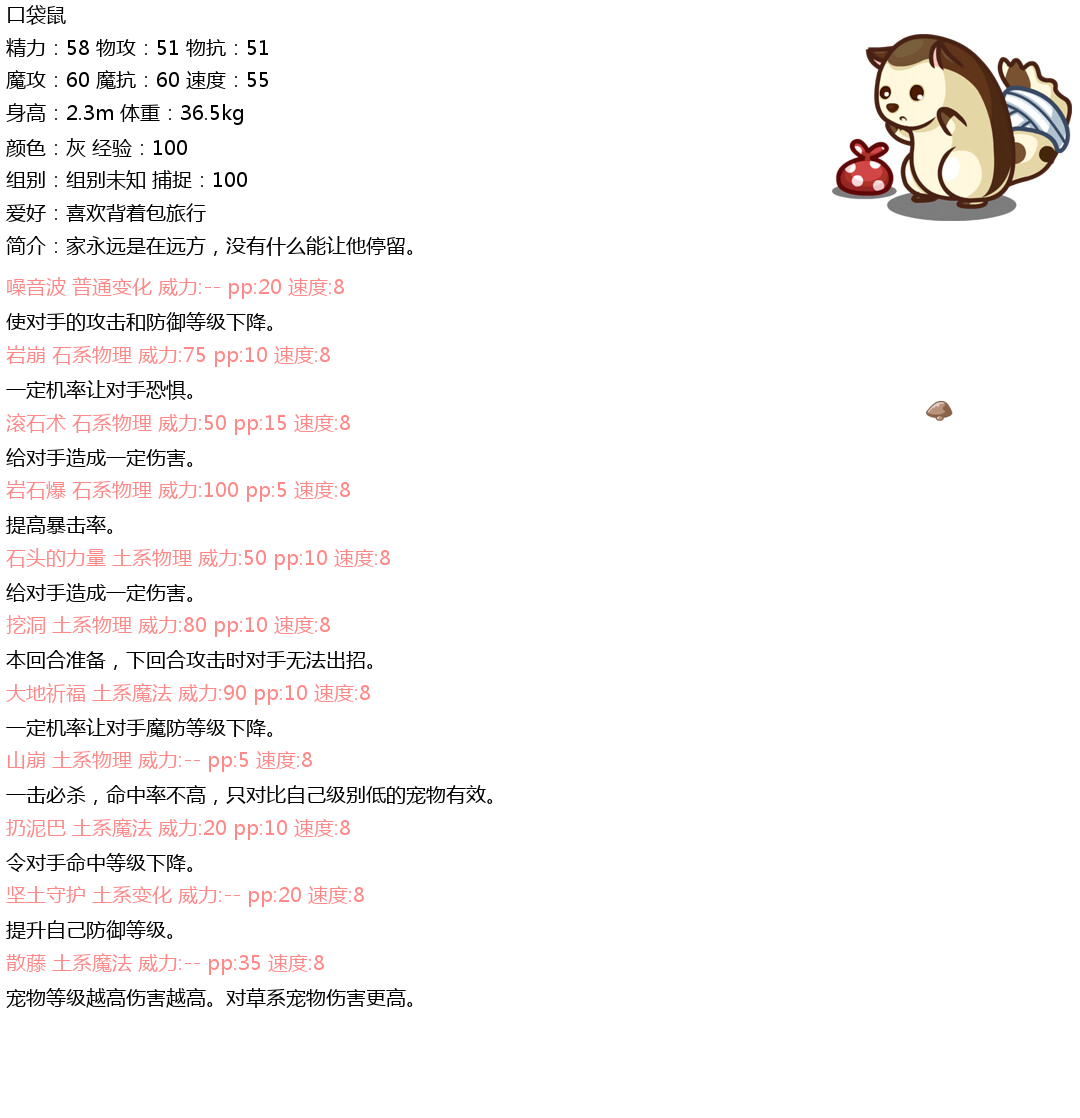 口袋鼠
精力：58 物攻：51 物抗：51
魔攻：60 魔抗：60 速度：55
身高：2.3m 体重：36.5kg
颜色：灰 经验：100
组别：组别未知 捕捉：100
爱好：喜欢背着包旅行
简介：家永远是在远方，没有什么能让他停留。
噪音波 普通变化 威力:-- pp:20 速度:8
使对手的攻击和防御等级下降。
岩崩 石系物理 威力:75 pp:10 速度:8
一定机率让对手恐惧。
滚石术 石系物理 威力:50 pp:15 速度:8
给对手造成一定伤害。
岩石爆 石系物理 威力:100 pp:5 速度:8
提高暴击率。
石头的力量 土系物理 威力:50 pp:10 速度:8
给对手造成一定伤害。
挖洞 土系物理 威力:80 pp:10 速度:8
本回合准备，下回合攻击时对手无法出招。
大地祈福 土系魔法 威力:90 pp:10 速度:8
一定机率让对手魔防等级下降。
山崩 土系物理 威力:-- pp:5 速度:8
一击必杀，命中率不高，只对比自己级别低的宠物有效。
扔泥巴 土系魔法 威力:20 pp:10 速度:8
令对手命中等级下降。
坚土守护 土系变化 威力:-- pp:20 速度:8
提升自己防御等级。
散藤 土系魔法 威力:-- pp:35 速度:8
宠物等级越高伤害越高。对草系宠物伤害更高。